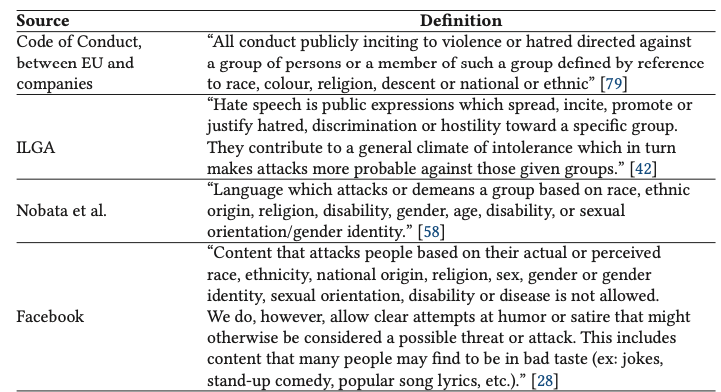 Source Definition
Code of Conduct, “All conduct publicly inciting to violence or hatred directed against
between EU and a group of persons or a member of such a group defined by reference
companies to race, colour, religion, descent or national or ethnic” [79]
“Hate speech is public expressions which spread, incite, promote or
justify hatred, discrimination or hostility toward a specific group.
ILGA They contribute to a general climate of intolerance which in turn
makes attacks more probable against those given groups.” [42]
“Language which attacks or demeans a group based on race, ethnic
Nobata et al. origin, religion, disability, gender, age, disability, or sexual
orientation/gender identity.” [58]
“Content that attacks people based on their actual or perceived
race, ethnicity, national origin, religion, sex, gender or gender
identity, sexual orientation, disability or disease is not allowed.
Facebook We do, however, allow clear attempts at humor or satire that might
otherwise be considered a possible threat or attack. This includes
content that many people may find to be in bad taste (ex: jokes,
stand-up comedy, popular song lyrics, etc.).” [28]